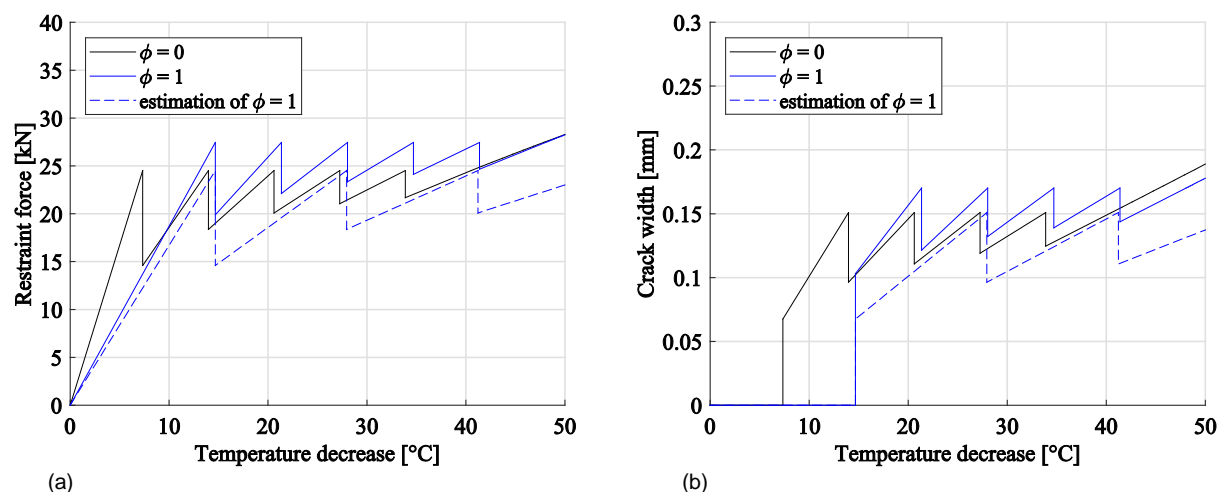 40
35
30
25
20
15
10
5
0
Restraint force [kN]
ϕ = 0
ϕ = 1
estimation of ϕ = 1
0 10 20 30 40 50
Temperature decrease [°C]
(a)
0.3
0.25
0.2
0.15
0.1
0.05
0
Crack width [mm]
ϕ = 0
ϕ = 1
estimation of ϕ = 1
0 10 20 30 40 50
Temperature decrease [°C]
(b)